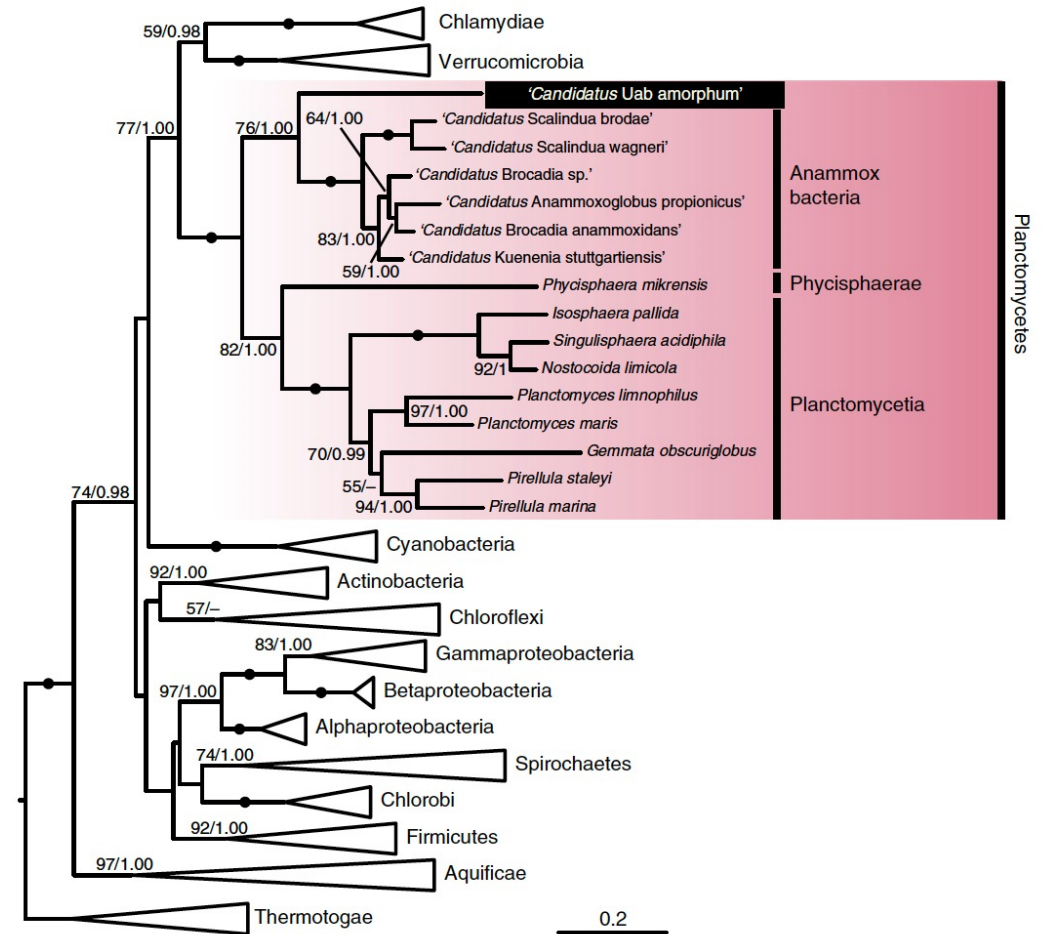 Chlamydiae
59/0.98
Verrucomicrobia
'Candidatus Uab amorphum'
64/1.00
'Candidatus Scalindua brodae'
77/1.00
76/1.00
'Candidatus Scalindua wagneri'
Anammox
bacteria
'Candidatus Brocadia sp.'
'Candidatus Anammoxoglobus propionicus'
'Candidatus Brocadia anammoxidans'
83/1.00
'Candidatus Kuenenia stuttgartiensis'
59/1.00
Phycisphaera mikrensis
Phycisphaerae
Planctomycetes
Isosphaera pallida
Singulisphaera acidiphila
82/1.00
92/1
Nostocoida limicola
Planctomyces limnophilus
Planctomycetia
97/1.00
Planctomyces maris
70/0.99
Gemmata obscuriglobus
Pirellula staleyi
55/–
94/1.00
Pirellula marina
74/0.98
Cyanobacteria
92/1.00
Actinobacteria
57/–
Chloroflexi
83/1.00
Gammaproteobacteria
97/1.00
Betaproteobacteria
Alphaproteobacteria
74/1.00
Spirochaetes
Chlorobi
92/1.00
Firmicutes
97/1.00
Aquificae
Thermotogae
0.2